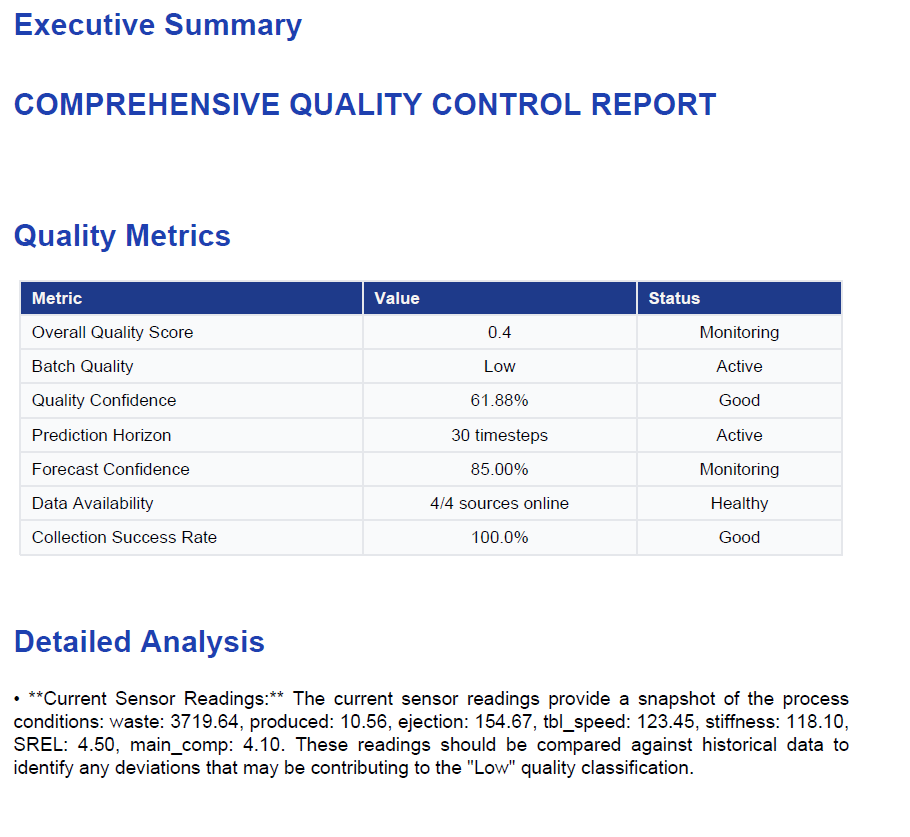 Executive Summary
COMPREHENSIVE QUALITY CONTROL REPORT
Quality Metrics
Metric Value Status
Overall Quality Score 0.4 Monitoring
Batch Quality Low Active
Quality Confidence 61.88% Good
Prediction Horizon 30 timesteps Active
Forecast Confidence 85.00% Monitoring
Data Availability 4/4 sources online Healthy
Collection Success Rate 100.0% Good
Detailed Analysis
• **Current Sensor Readings:** The current sensor readings provide a snapshot of the process
conditions: waste: 3719.64, produced: 10.56, ejection: 154.67, tbl_speed: 123.45, stiffness: 118.10,
SREL: 4.50, main_comp: 4.10. These readings should be compared against historical data to
identify any deviations that may be contributing to the "Low" quality classification.